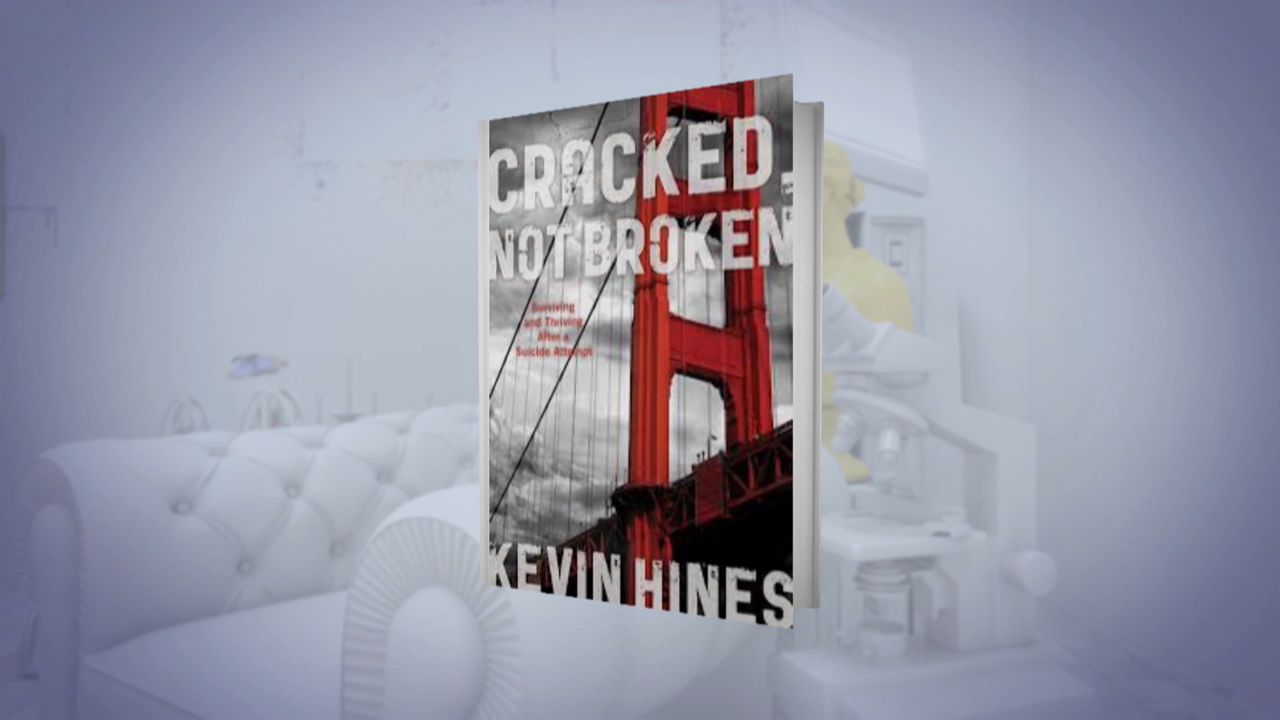 CRACKED,
NOT BROKEN
Surviving
and Thriving
After a
Suicide Attempt
KEVIN HINES